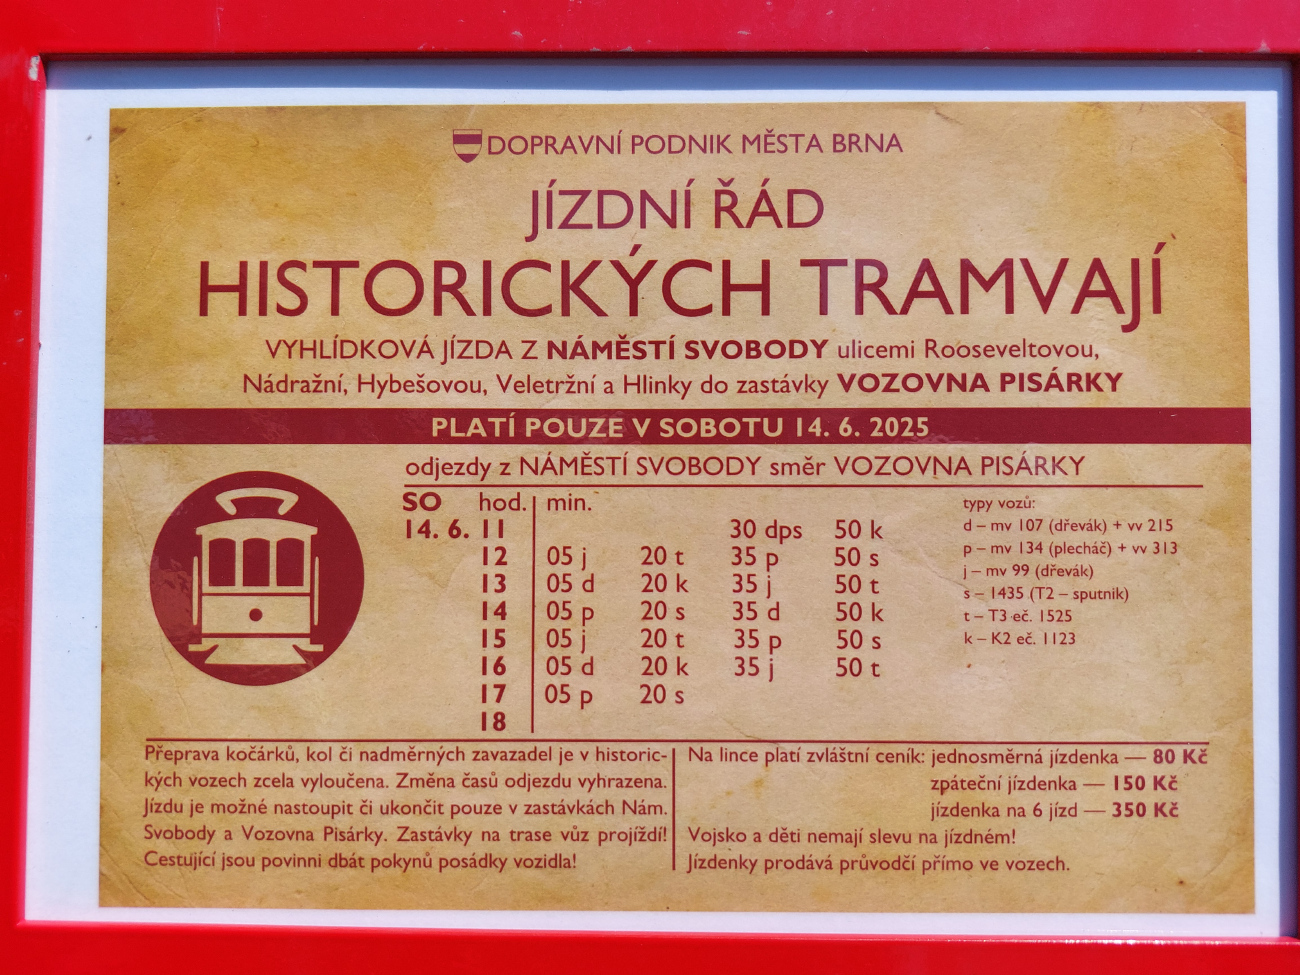 DOPRAVNÍ PODNIK MĚSTA BRNA
JÍZDNÍ ŘÁD
HISTORICKÝCH TRAMVAJÍ
VYHLÍDKOVÁ JÍZDA Z NÁMĚSTÍ SVOBODY ulicemi Rooseveltovou,
Nádražní, Hybešovou, Veletržní a Hlinky do zastávky VOZOVNA PISÁRKY
PLATÍ POUZE V SOBOTU 14. 6. 2025
odjezdy z NÁMĚSTÍ SVOBODY směr VOZOVNA PISÁRKY
SO hod. min.
14. 6. 11 30 dps 50 k
12 05 j 20 t 35 p 50 s
13 05 d 20 k 35 j 50 t
14 05 p 20 s 35 d 50 k
15 05 j 20 t 35 p 50 s
16 05 d 20 k 35 j 50 t
17 05 p 20 s
18
typy vozů:
d – mv 107 (dřevák) + vv 215
p – mv 134 (plecháč) + vv 313
j – mv 99 (dřevák)
s – 1435 (T2 – sputnik)
t – T3 eč. 1525
k – K2 eč. 1123
Přeprava kočárků, kol či nadměrných zavazadel je v historic-
kých vozech zcela vyloučena. Změna časů odjezdu vyhrazena.
Jízdu je možné nastoupit či ukončit pouze v zastávkách Nám.
Svobody a Vozovna Pisárky. Zastávky na trase vůz projíždí!
Cestující jsou povinni dbát pokynů posádky vozidla!
Na lince platí zvláštní ceník: jednosměrná jízdenka — 80 Kč
zpáteční jízdenka — 150 Kč
jízdenka na 6 jízd — 350 Kč
Vojsko a děti nemají slevu na jízdném!
Jízdenky prodává průvodčí přímo ve vozech.